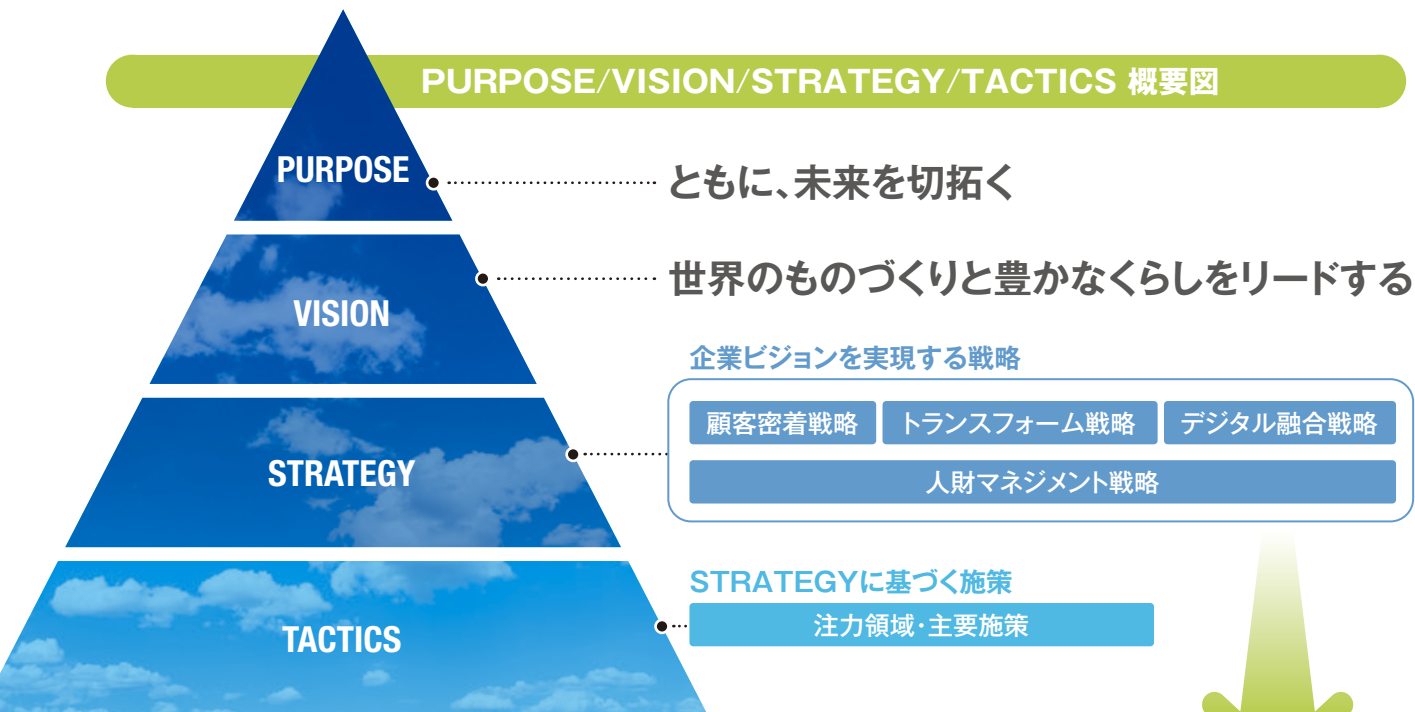 PURPOSE/VISION/STRATEGY/TACTICS 概要図
PURPOSE
ともに、未来を切拓く
VISION
世界のものづくりと豊かなくらしをリードする
STRATEGY
企業ビジョンを実現する戦略
顧客密着戦略
トランスフォーム戦略
デジタル融合戦略
人財マネジメント戦略
TACTICS
STRATEGYに基づく施策
注力領域・主要施策